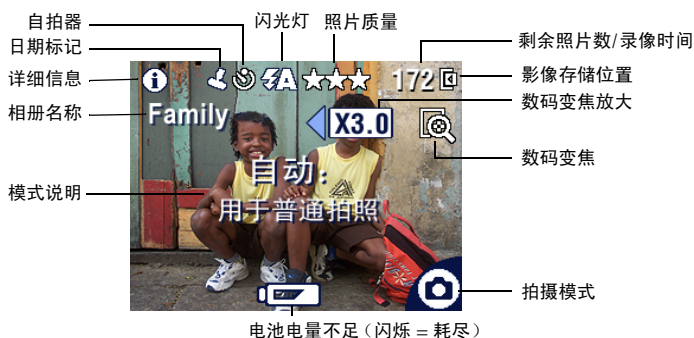 自拍器
闪光灯
照片质量
日期标记
剩余照片数/录像时间
详细信息
影像存储位置
172
相册名称
Family
数码变焦放大
X3.0
数码变焦
自动:
模式说明
用于普通拍照
拍摄模式
电池电量不足(闪烁 = 耗尽)